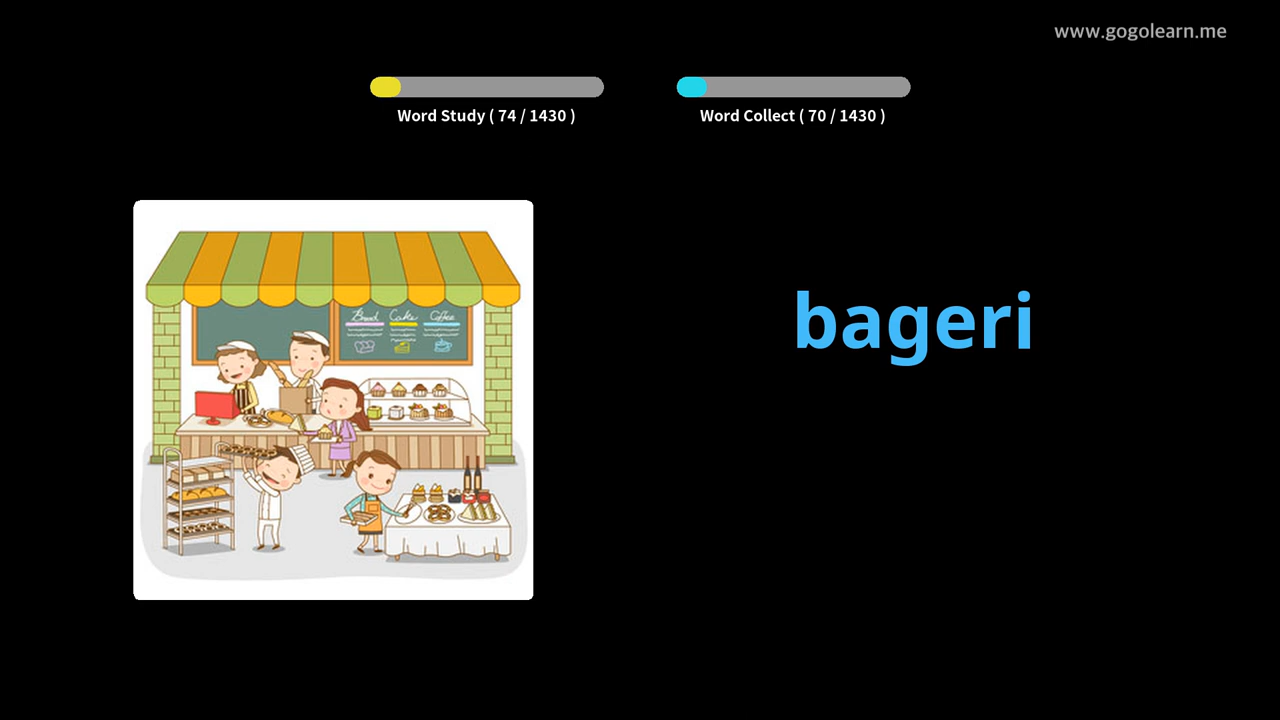 www.gogolearn.me
Word Study ( 74 / 1430 )
Word Collect ( 70 / 1430 )
Bread Cake Coffee
bageri